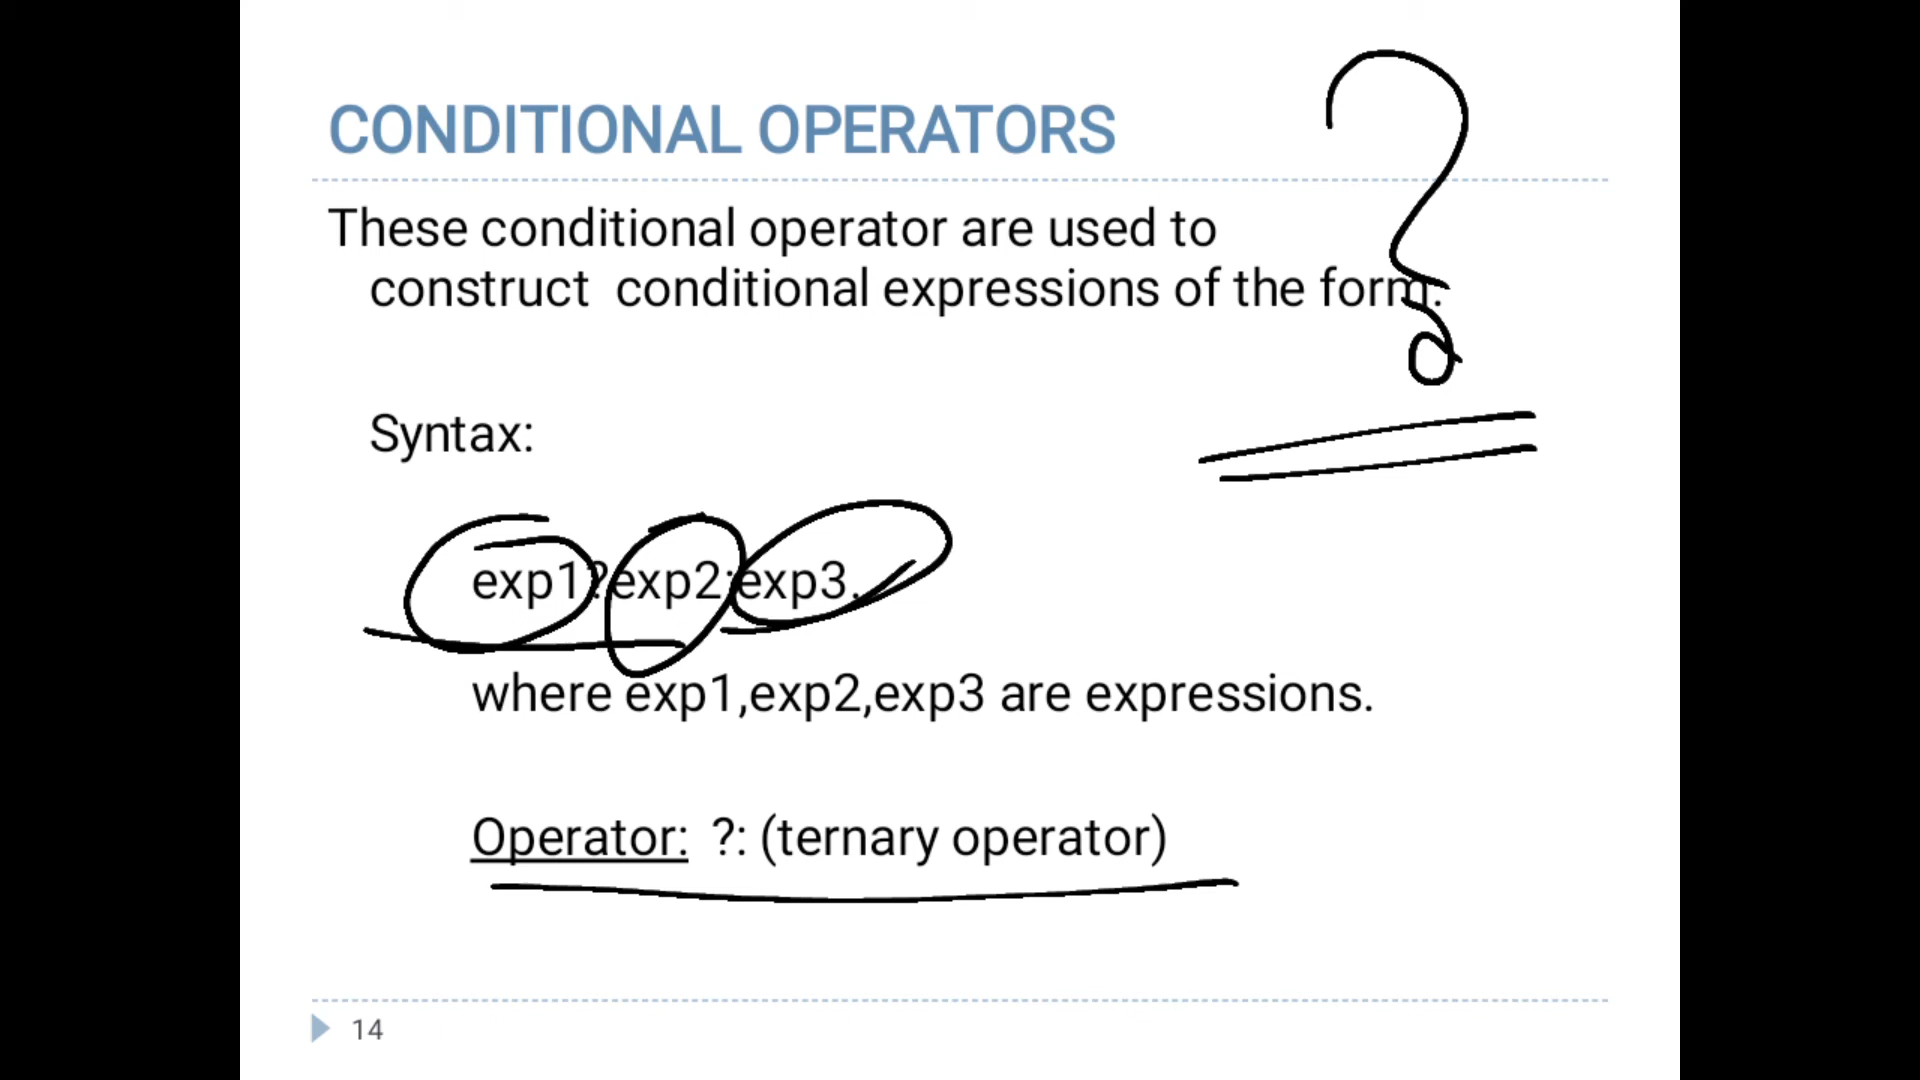 CONDITIONAL OPERATORS
These conditional operator are used to
construct conditional expressions of the form:
Syntax:
exp1?exp2:exp3.
where exp1,exp2,exp3 are expressions.
Operator: ?: (ternary operator)
14
?